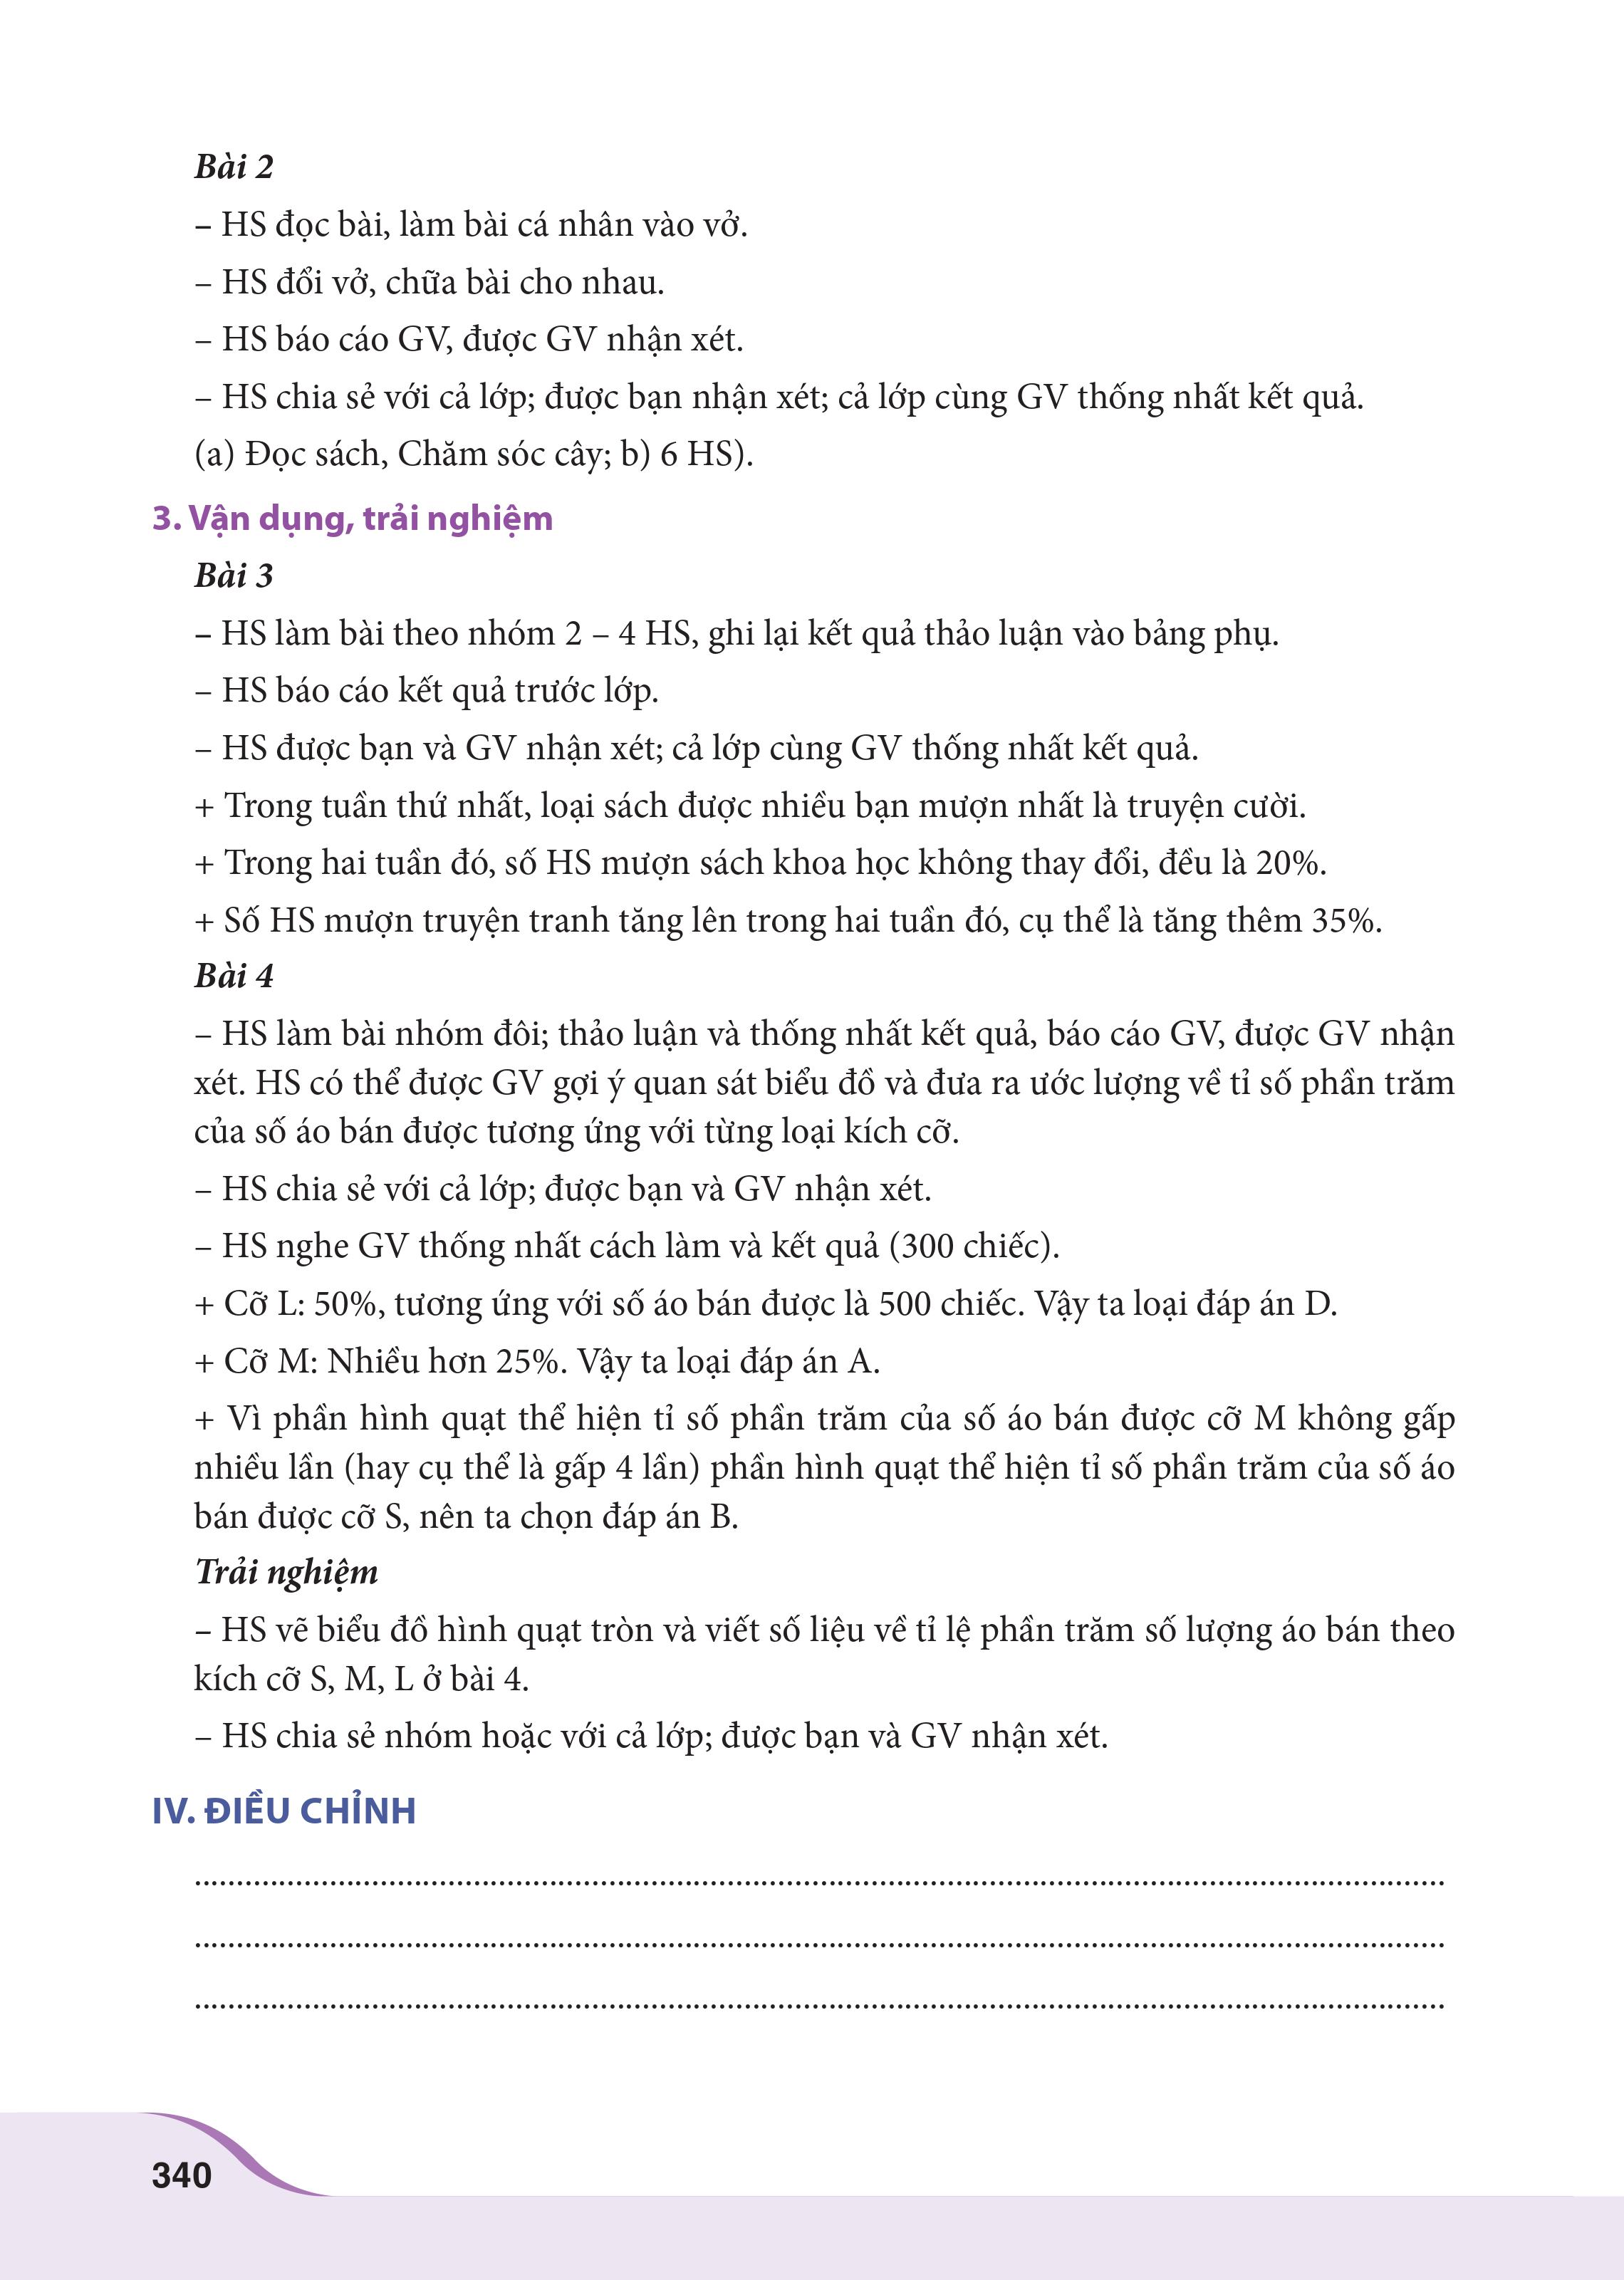 Bài 2
– HS đọc bài, làm bài cá nhân vào vở.
– HS đổi vở, chữa bài cho nhau.
– HS báo cáo GV, được GV nhận xét.
– HS chia sẻ với cả lớp; được bạn nhận xét; cả lớp cùng GV thống nhất kết quả.
(a) Đọc sách, Chăm sóc cây; b) 6 HS).
3. Vận dụng, trải nghiệm
Bài 3
– HS làm bài theo nhóm 2 – 4 HS, ghi lại kết quả thảo luận vào bảng phụ.
– HS báo cáo kết quả trước lớp.
– HS được bạn và GV nhận xét; cả lớp cùng GV thống nhất kết quả.
+ Trong tuần thứ nhất, loại sách được nhiều bạn mượn nhất là truyện cười.
+ Trong hai tuần đó, số HS mượn sách khoa học không thay đổi, đều là 20%.
+ Số HS mượn truyện tranh tăng lên trong hai tuần đó, cụ thể là tăng thêm 35%.
Bài 4
– HS làm bài nhóm đôi; thảo luận và thống nhất kết quả, báo cáo GV, được GV nhận
xét. HS có thể được GV gợi ý quan sát biểu đồ và đưa ra ước lượng về tỉ số phần trăm
của số áo bán được tương ứng với từng loại kích cỡ.
– HS chia sẻ với cả lớp; được bạn và GV nhận xét.
– HS nghe GV thống nhất cách làm và kết quả (300 chiếc).
+ Cỡ L: 50%, tương ứng với số áo bán được là 500 chiếc. Vậy ta loại đáp án D.
+ Cỡ M: Nhiều hơn 25%. Vậy ta loại đáp án A.
+ Vì phần hình quạt thể hiện tỉ số phần trăm của số áo bán được cỡ M không gấp
nhiều lần (hay cụ thể là gấp 4 lần) phần hình quạt thể hiện tỉ số phần trăm của số áo
bán được cỡ S, nên ta chọn đáp án B.
Trải nghiệm
– HS vẽ biểu đồ hình quạt tròn và viết số liệu về tỉ lệ phần trăm số lượng áo bán theo
kích cỡ S, M, L ở bài 4.
– HS chia sẻ nhóm hoặc với cả lớp; được bạn và GV nhận xét.
IV. ĐIỀU CHỈNH
340